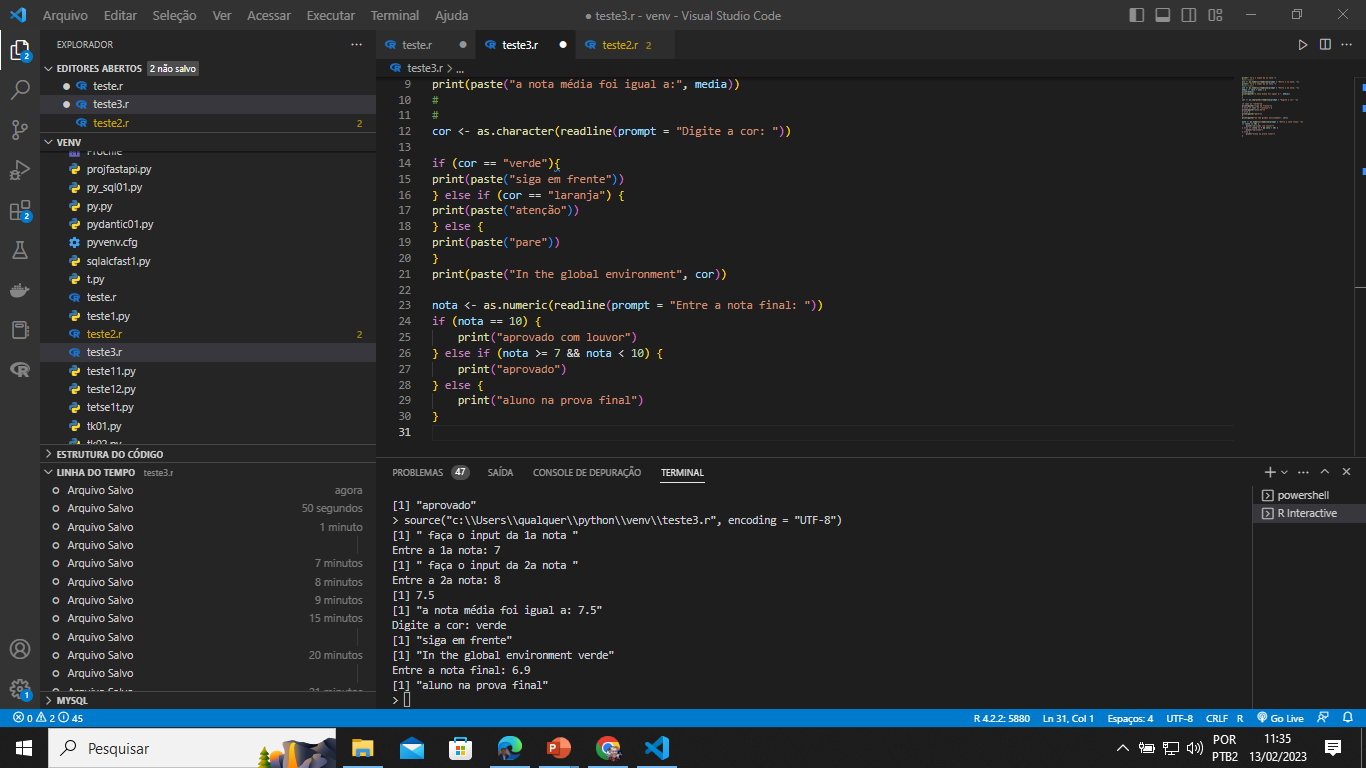 Arquivo Editar Seleção Ver Acessar Executar Terminal Ajuda
● teste3.r - venv - Visual Studio Code
EXPLORADOR ...
EDITORES ABERTOS 2 não salvo
● teste.r
● teste3.r
teste2.r 2
VENV
Procfile
projfastapi.py
py_sql01.py
py.py
pydantic01.py
pyvenv.cfg
sqlalcfast1.py
t.py
teste.r
teste1.py
teste2.r 2
teste3.r
teste11.py
teste12.py
tetse1t.py
tk01.py
tk02.py
ESTRUTURA DO CÓDIGO
LINHA DO TEMPO teste3.r
Arquivo Salvo agora
Arquivo Salvo 50 segundos
Arquivo Salvo 1 minuto
Arquivo Salvo
Arquivo Salvo 7 minutos
Arquivo Salvo 8 minutos
Arquivo Salvo 9 minutos
Arquivo Salvo 15 minutos
Arquivo Salvo
Arquivo Salvo 20 minutos
Arquivo Salvo
Arquivo Salvo 21 minutos
MYSQL
2
2
1
teste.r ● teste3.r ● teste2.r 2
teste3.r > ...
9 print(paste("a nota média foi igual a:", media))
10 #
11 #
12 cor <- as.character(readline(prompt = "Digite a cor: "))
13
14 if (cor == "verde"){
15 print(paste("siga em frente"))
16 } else if (cor == "laranja") {
17 print(paste("atenção"))
18 } else {
19 print(paste("pare"))
20 }
21 print(paste("In the global environment", cor))
22
23 nota <- as.numeric(readline(prompt = "Entre a nota final: "))
24 if (nota == 10) {
25 print("aprovado com louvor")
26 } else if (nota >= 7 && nota < 10) {
27 print("aprovado")
28 } else {
29 print("aluno na prova final")
30 }
31
PROBLEMAS 47 SAÍDA CONSOLE DE DEPURAÇÃO TERMINAL
[1] "aprovado"
> source("c:\\Users\\qualquer\\python\\venv\\teste3.r", encoding = "UTF-8")
[1] " faça o input da 1a nota "
Entre a 1a nota: 7
[1] " faça o input da 2a nota "
Entre a 2a nota: 8
[1] 7.5
[1] "a nota média foi igual a: 7.5"
Digite a cor: verde
[1] "siga em frente"
[1] "In the global environment verde"
Entre a nota final: 6.9
[1] "aluno na prova final"
>
powershell
R Interactive
0 2 45
R 4.2.2: 5880 Ln 31, Col 1 Espaços: 4 UTF-8 CRLF R Go Live
Pesquisar
POR
PTB2
11:35
13/02/2023